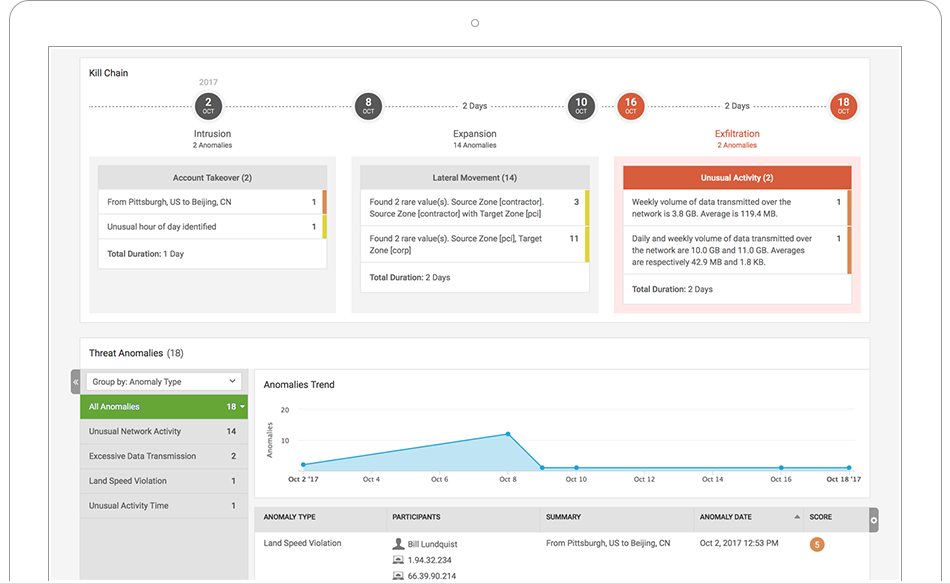 Kill Chain
2017
2 OCT
8 OCT
2 Days
10 OCT
16 OCT
2 Days
18 OCT
Intrusion
2 Anomalies
Expansion
14 Anomalies
Exfiltration
2 Anomalies
Account Takeover (2)
From Pittsburgh, US to Beijing, CN 1
Unusual hour of day identified 1
Total Duration: 1 Day
Lateral Movement (14)
Found 2 rare value(s). Source Zone [contractor]. 3
Source Zone [contractor] with Target Zone [pci]
Found 2 rare value(s). Source Zone [pci], Target 11
Zone [corp]
Total Duration: 2 Days
Unusual Activity (2)
Weekly volume of data transmitted over the 1
network is 3.8 GB. Average is 119.4 MB.
Daily and weekly volume of data transmitted over 1
the network are 10.0 GB and 11.0 GB. Averages
are respectively 42.9 MB and 1.8 KB.
Total Duration: 2 Days
Threat Anomalies (18)
«
Group by: Anomaly Type
All Anomalies 18
Unusual Network Activity 14
Excessive Data Transmission 2
Land Speed Violation 1
Unusual Activity Time 1
Anomalies Trend
Anomalies
20
10
Oct 2 '17
Oct 4
Oct 6
Oct 8
Oct 10
Oct 12
Oct 14
Oct 16
Oct 18 '17
ANOMALY TYPE PARTICIPANTS SUMMARY ANOMALY DATE SCORE
Land Speed Violation Bill Lundquist From Pittsburgh, US to Beijing, CN Oct 2, 2017 12:53 PM 5
1.94.32.234
66.39.90.214